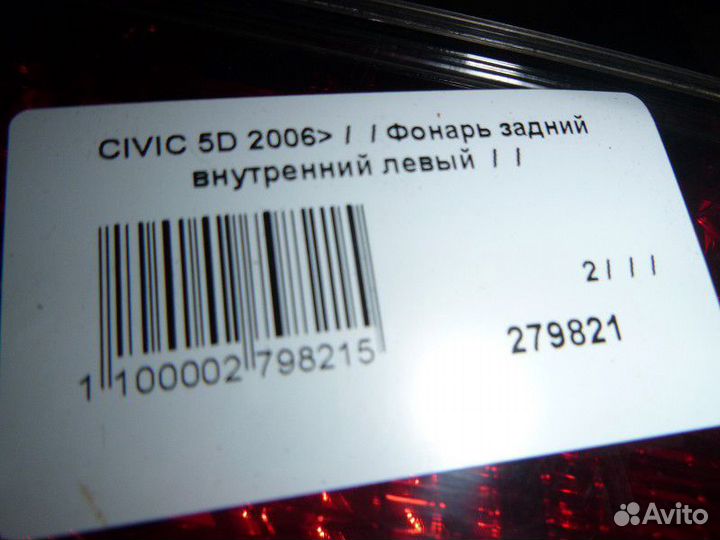 CIVIC 5D 2006> / / Фонарь задний
внутренний левый / /
2/ / /
279821
1 100002 798215
Avito